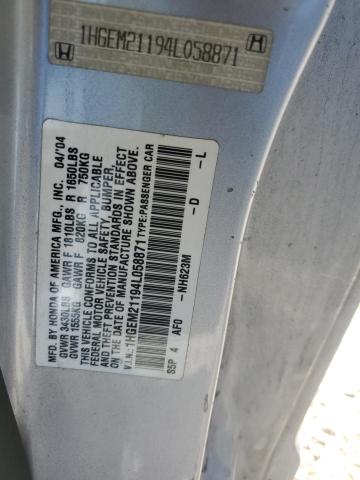 1HGEM21194L058871
MFD. BY HONDA OF AMERICA MFG., INC. 04/'04
GVWR 3430LBS GAWR F 1810LBS R 1650LBS
GVWR 1555KG GAWR F 820KG R 750KG
THIS VEHICLE CONFORMS TO ALL APPLICABLE
FEDERAL MOTOR VEHICLE SAFETY, BUMPER,
AND THEFT PREVENTION STANDARDS IN EFFECT
ON THE DATE OF MANUFACTURE SHOWN ABOVE.
V.I.N.: 1HGEM21194L058871 TYPE:PASSENGER CAR
S5P 4 AF0 - NH623M - D - L